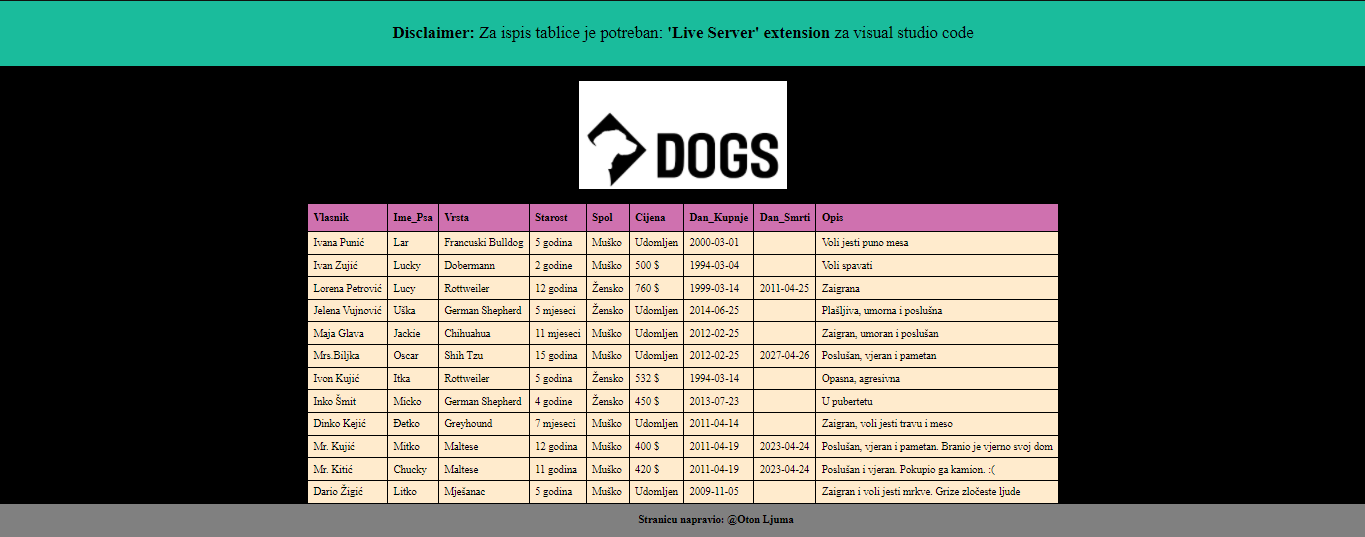 Disclaimer: Za ispis tablice je potreban: 'Live Server' extension za visual studio code
DOGS
Vlasnik Ime_Psa Vrsta Starost Spol Cijena Dan_Kupnje Dan_Smrti Opis
Ivana Punić Lar Francuski Bulldog 5 godina Muško Udomljen 2000-03-01 Voli jesti puno mesa
Ivan Zujić Lucky Dobermann 2 godine Muško 500 $ 1994-03-04 Voli spavati
Lorena Petrović Lucy Rottweiler 12 godina Žensko 760 $ 1999-03-14 2011-04-25 Zaigrana
Jelena Vujnović Uška German Shepherd 5 mjeseci Žensko Udomljen 2014-06-25 Plašljiva, umorna i poslušna
Maja Glava Jackie Chihuahua 11 mjeseci Muško Udomljen 2012-02-25 Zaigran, umoran i poslušan
Mrs.Biljka Oscar Shih Tzu 15 godina Muško Udomljen 2012-02-25 2027-04-26 Poslušan, vjeran i pametan
Ivon Kujić Itka Rottweiler 5 godina Žensko 532 $ 1994-03-14 Opasna, agresivna
Inko Šmit Micko German Shepherd 4 godine Žensko 450 $ 2013-07-23 U pubertetu
Dinko Kejić Đetko Greyhound 7 mjeseci Muško Udomljen 2011-04-14 Zaigran, voli jesti travu i meso
Mr. Kujić Mitko Maltese 12 godina Muško 400 $ 2011-04-19 2023-04-24 Poslušan, vjeran i pametan. Branio je vjerno svoj dom
Mr. Kitić Chucky Maltese 11 godina Muško 420 $ 2011-04-19 2023-04-24 Poslušan i vjeran. Pokupio ga kamion. :(
Dario Žigić Litko Mješanac 5 godina Muško Udomljen 2009-11-05 Zaigran i voli jesti mrkve. Grize zločeste ljude
Stranicu napravio: @Oton Ljuma